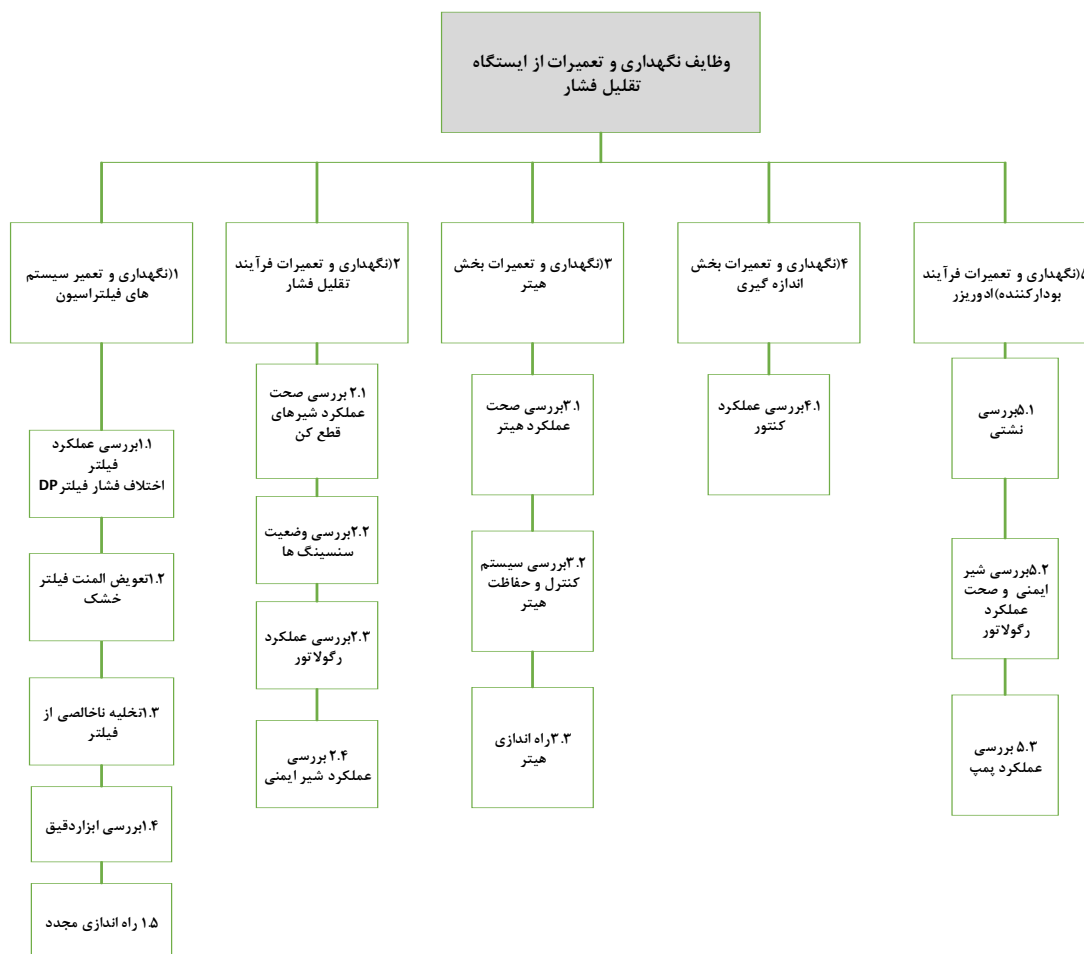 وظایف نگهداری و تعمیرات از ایستگاه
تقلیل فشار
۱(نگهداری و تعمیر سیستم
های فیلتراسیون
۱.۱بررسی عملکرد
فیلتر
اختلاف فشار فیلترDP
۱.۲تعویض المنت فیلتر
خشک
۱.۳تخلیه ناخالصی از
فیلتر
۱.۴بررسی ابزاردقیق
۱.۵ راه اندازی مجدد
۲(نگهداری و تعمیرات فرآیند
تقلیل فشار
۲.۱ بررسی صحت
عملکرد شیرهای
قطع کن
۲.۲بررسی وضعیت
سنسینگ ها
۲.۳بررسی عملکرد
رگولاتور
۲.۴ بررسی
عملکرد شیر ایمنی
۳(نگهداری و تعمیرات بخش
هیتر
۳.۱بررسی صحت
عملکرد هیتر
۳.۲بررسی سیستم
کنترل و حفاظت
هیتر
۳.۳راه اندازی
هیتر
۴(نگهداری و تعمیرات بخش
اندازه گیری
۴.۱بررسی عملکرد
کنتور
۵(نگهداری و تعمیرات فرآیند
بودارکننده)ادوریزر
۵.۱بررسی
نشتی
۵.۲بررسی شیر
ایمنی و صحت
عملکرد
رگولاتور
۵.۳ بررسی
عملکرد پمپ